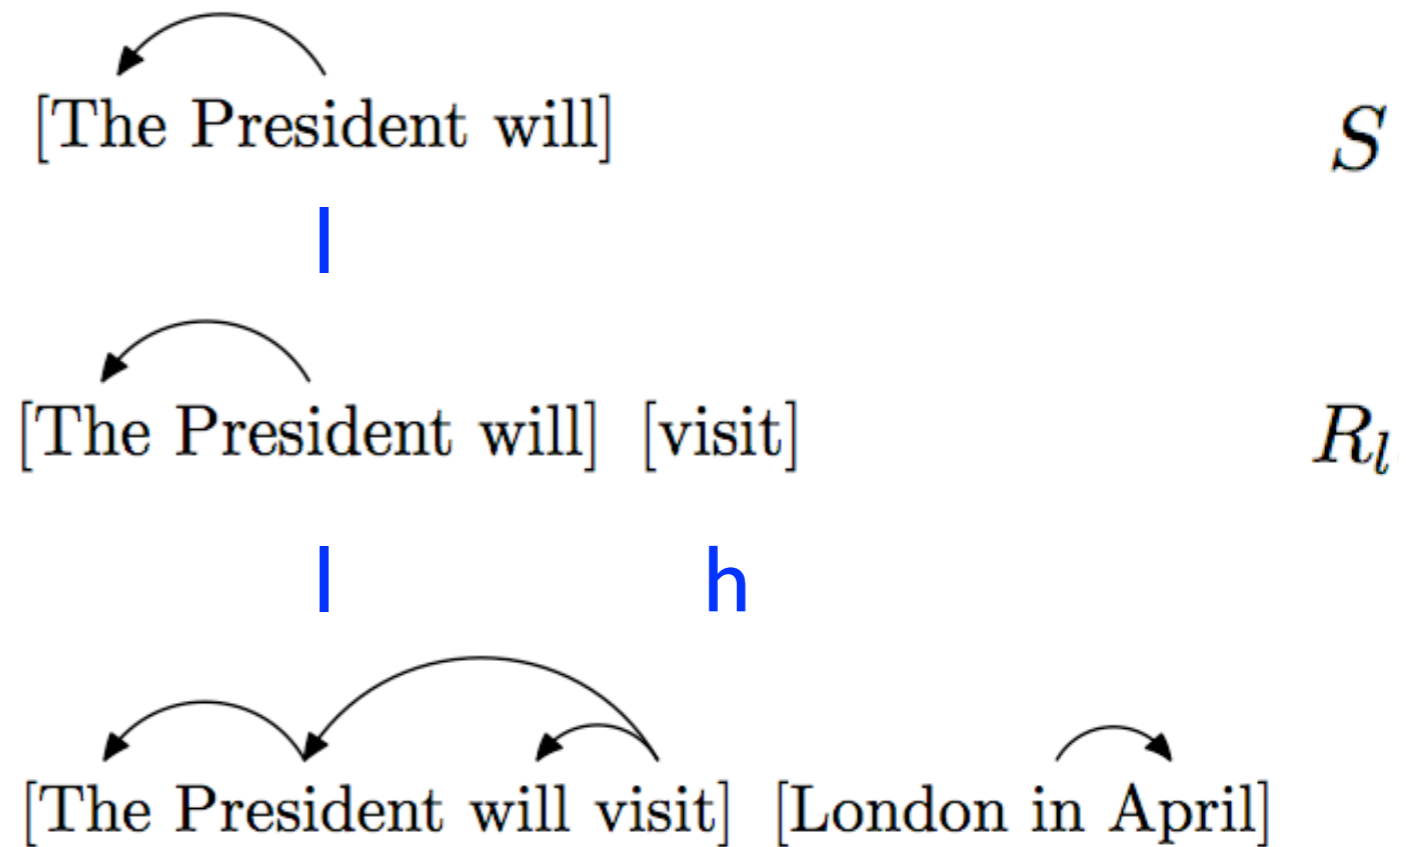 [The President will] S
l
[The President will] [visit] R_l
l h
[The President will visit] [London in April]